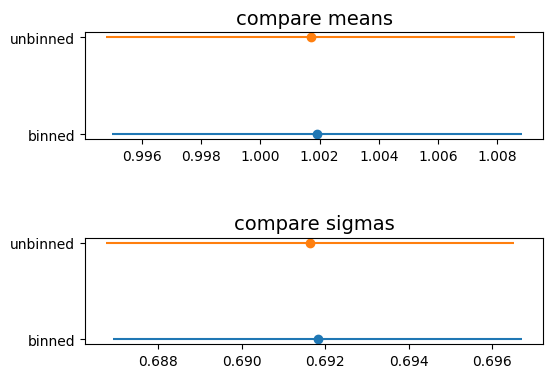 compare means
unbinned
binned
0.996 0.998 1.000 1.002 1.004 1.006 1.008
compare sigmas
unbinned
binned
0.688 0.690 0.692 0.694 0.696